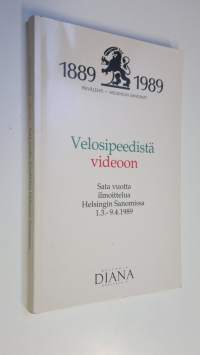 1889 1989
Velosipeedistä
videoon
Sata vuotta
ilmoittelua
Helsingin Sanomissa
1.3.-9.4.1989
DIANA